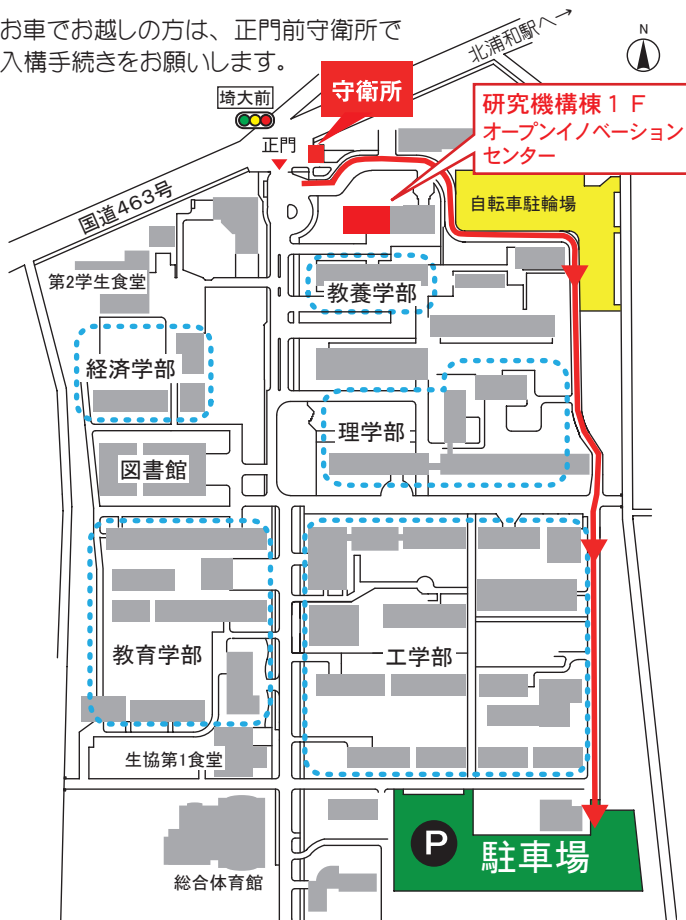 お車でお越しの方は、正門前守衛所で
入構手続きをお願いします。
北浦和駅へ→
N
埼大前
守衛所
正門
研究機構棟１Ｆ
オープンイノベーション
センター
国道463号
自転車駐輪場
第2学生食堂
教養学部
経済学部
理学部
図書館
教育学部
工学部
生協第1食堂
P
駐車場
総合体育館